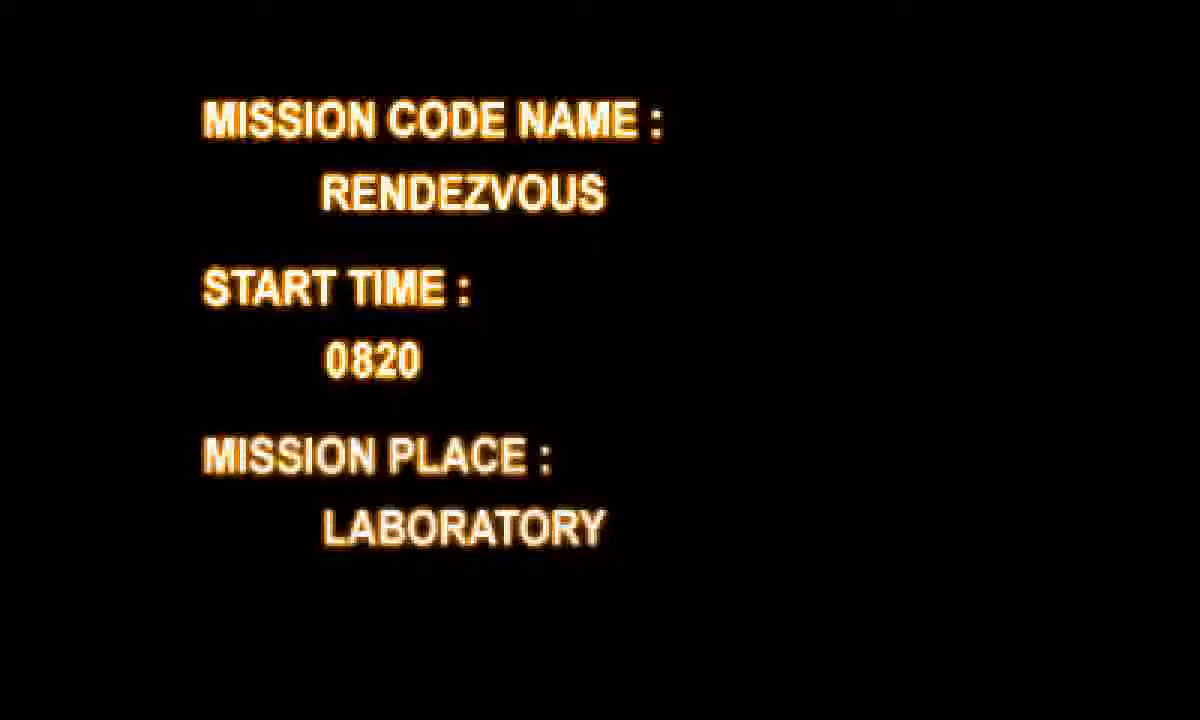 MISSION CODE NAME :
RENDEZVOUS
START TIME :
0820
MISSION PLACE :
LABORATORY